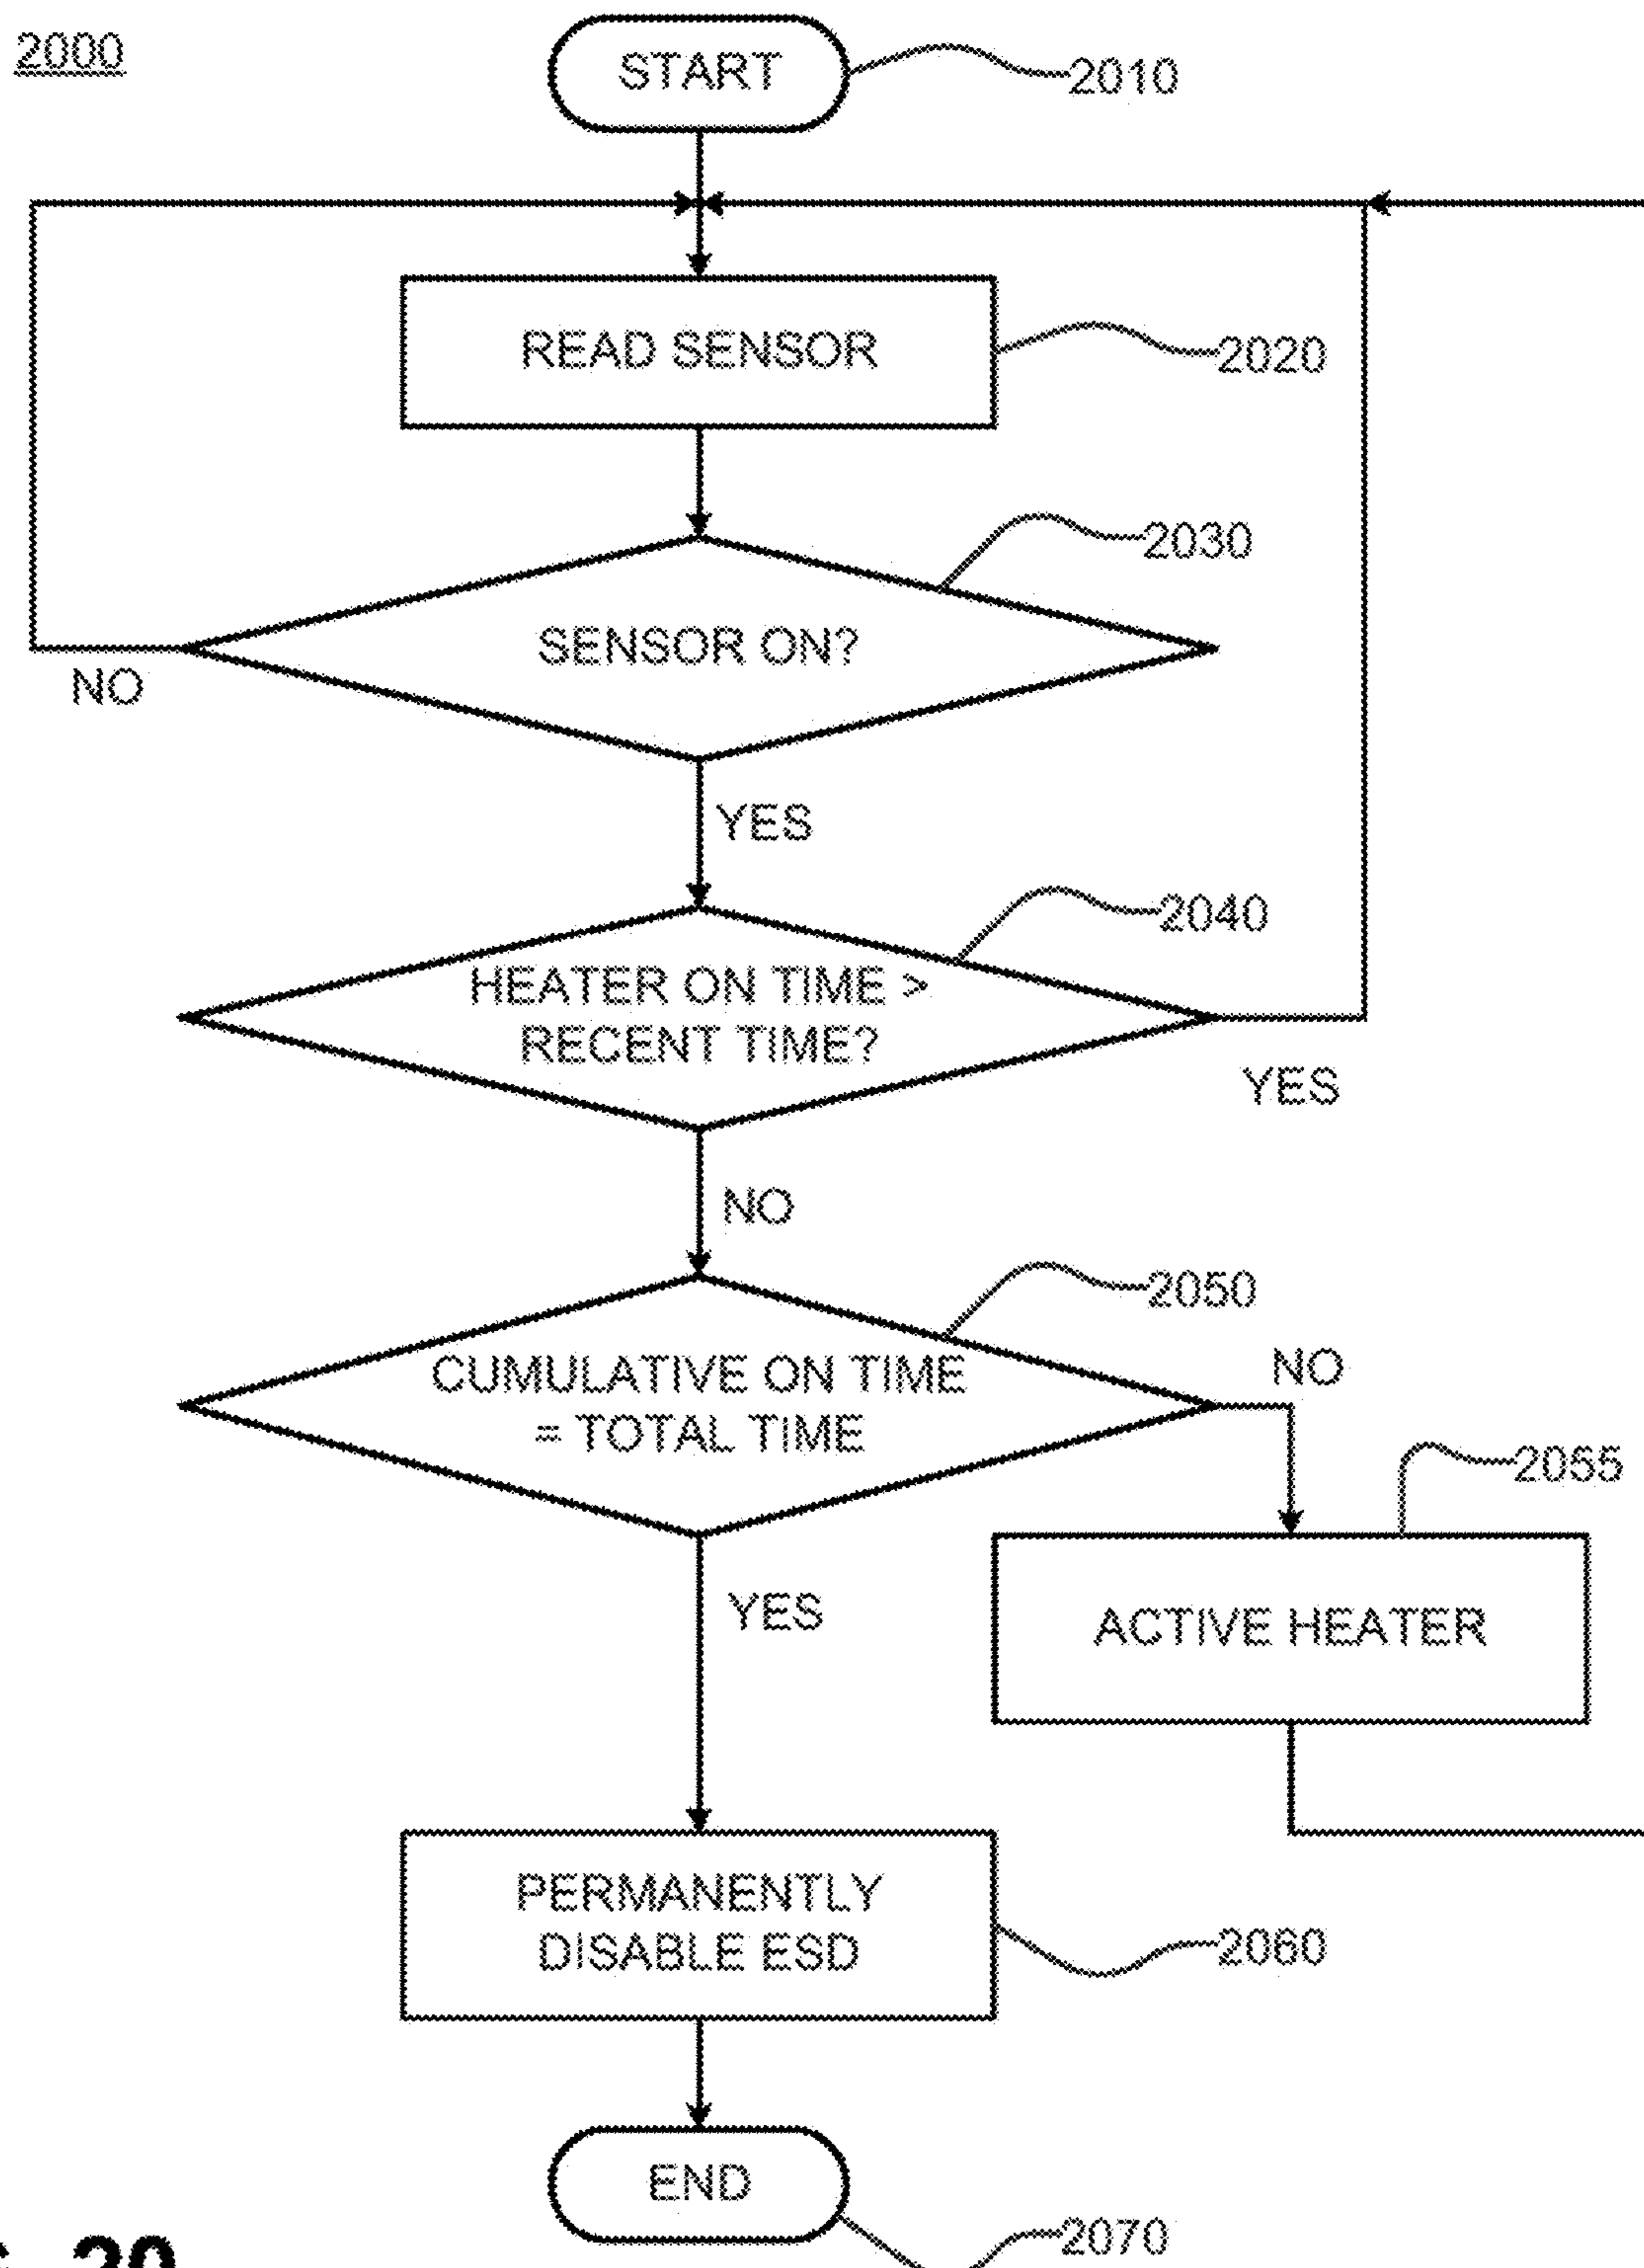 2000
START
2010
READ SENSOR
2020
2030
SENSOR ON?
NO
YES
2040
HEATER ON TIME >
RECENT TIME?
YES
NO
2050
CUMULATIVE ON TIME
= TOTAL TIME
NO
2055
YES
ACTIVE HEATER
PERMANENTLY
DISABLE ESD
2060
END
2070
20